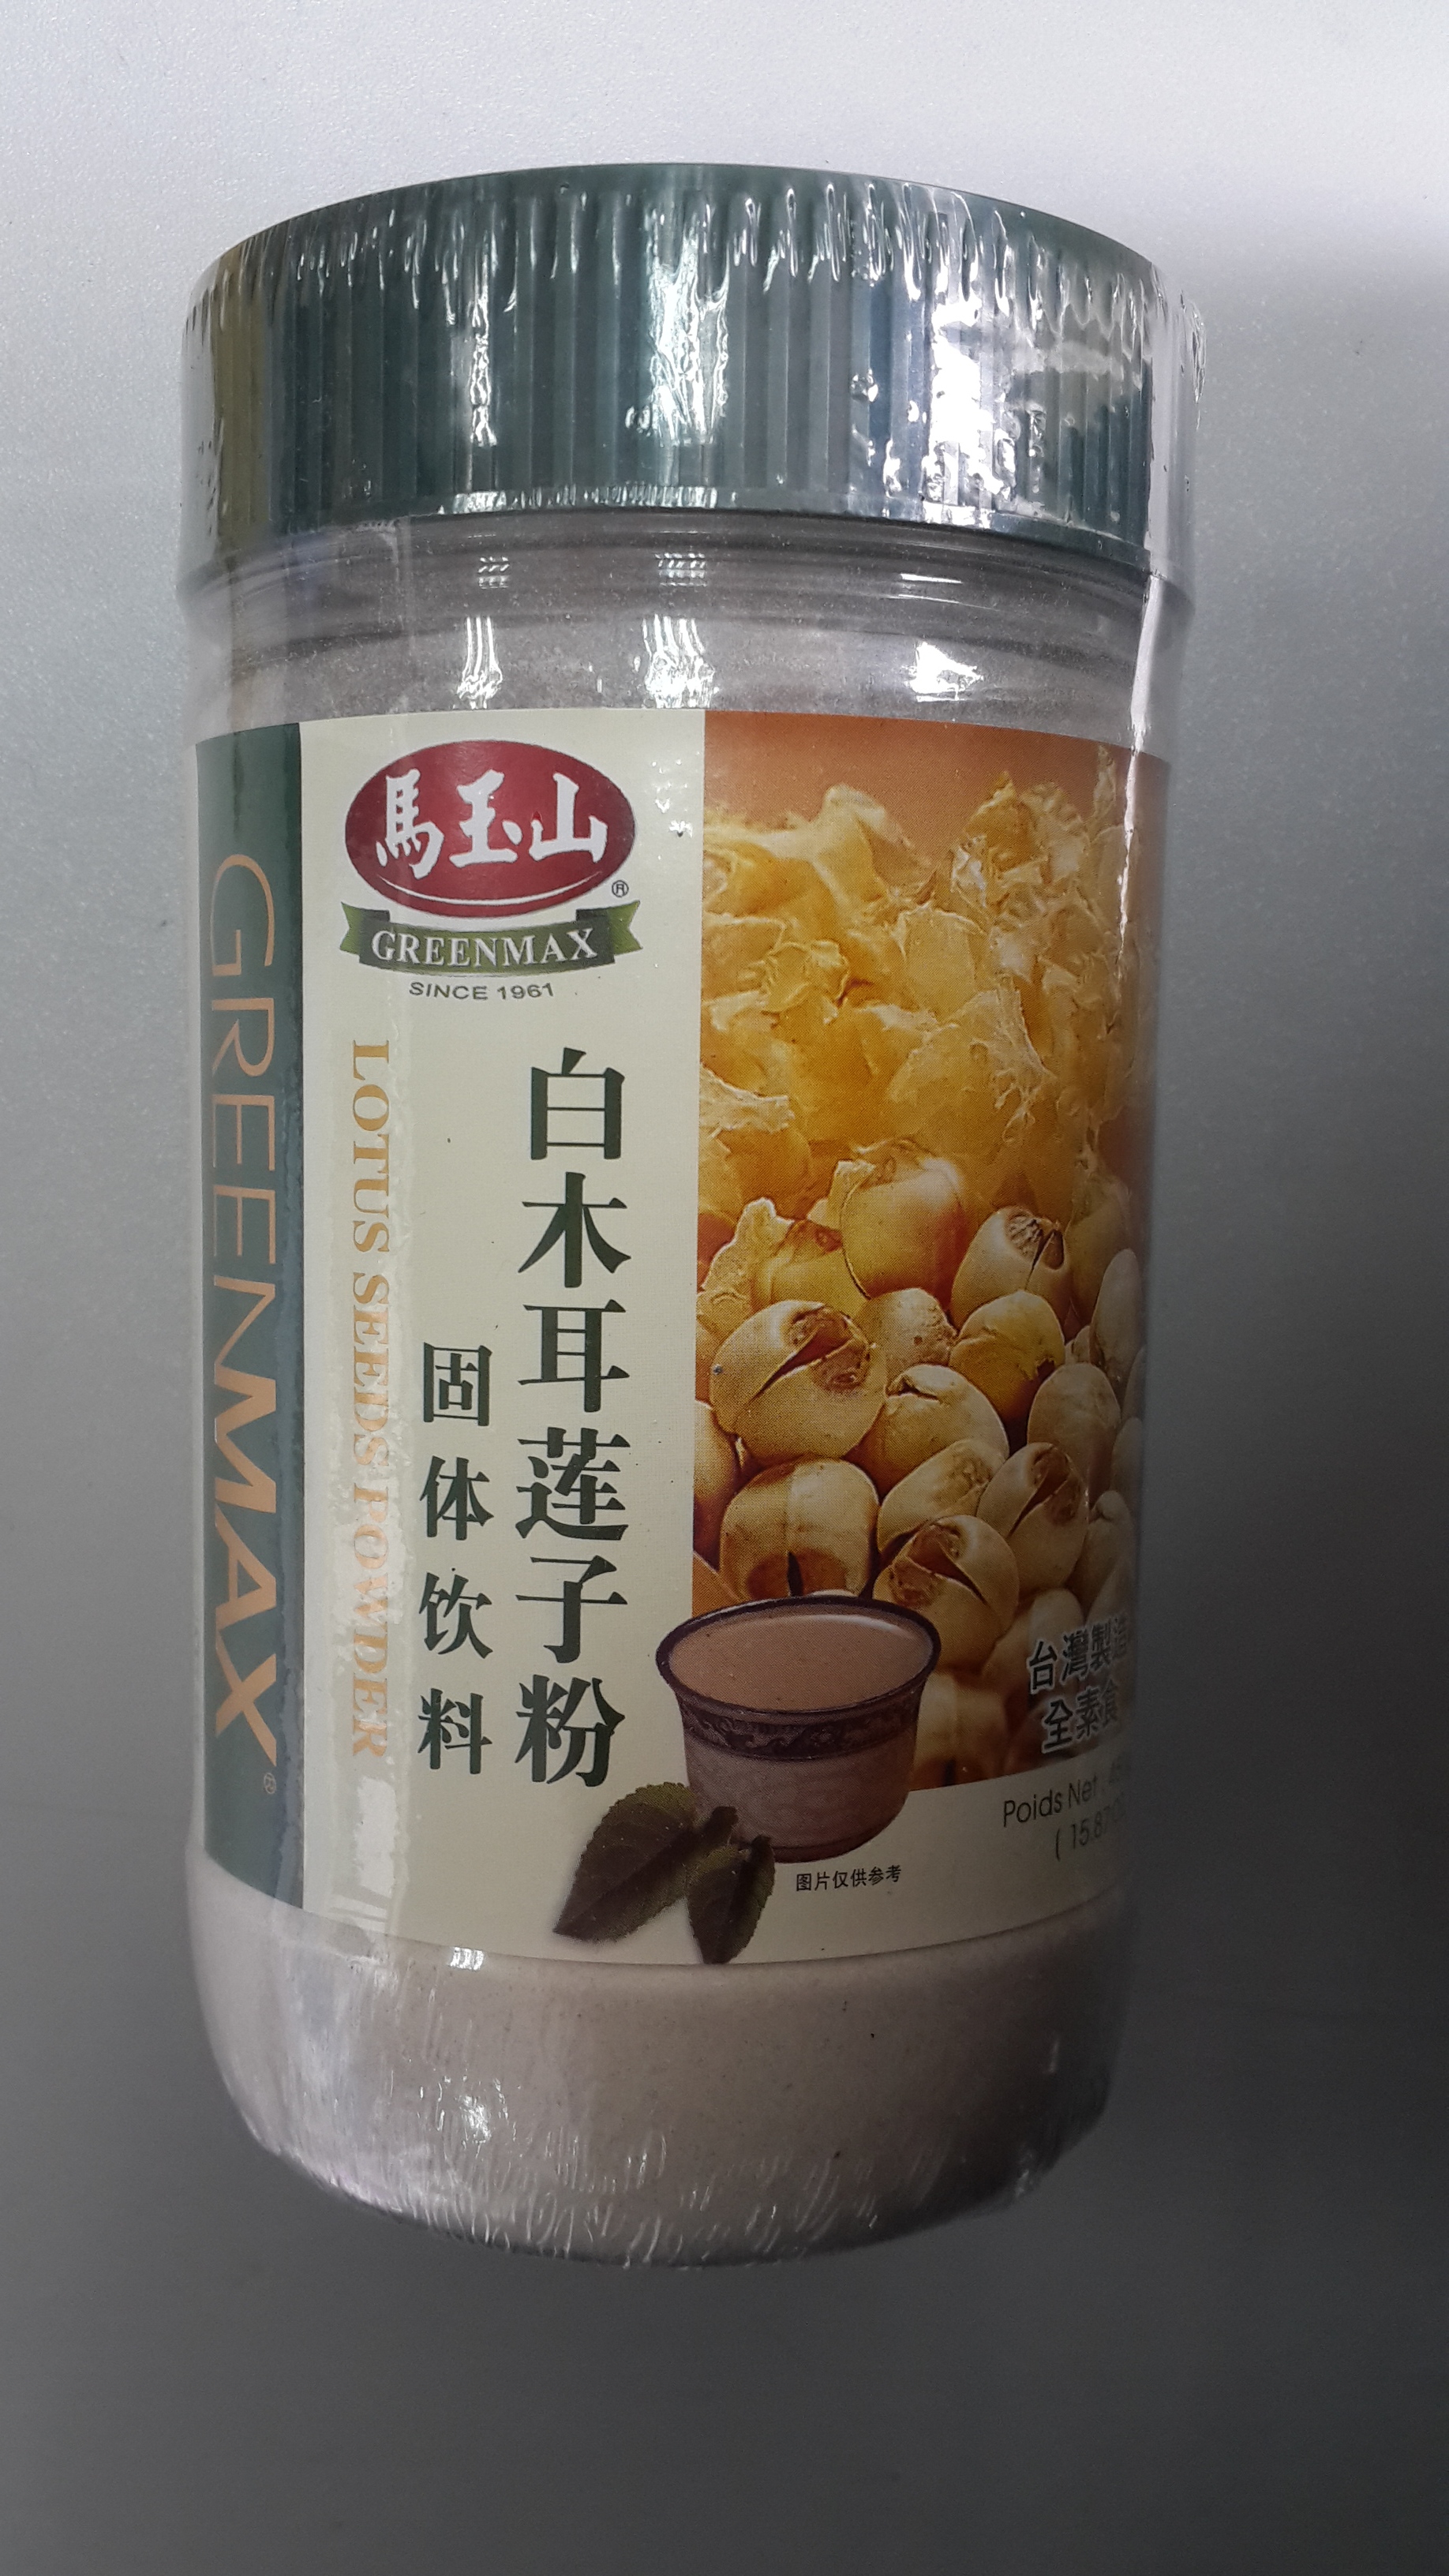 馬玉山
®
GREENMAX
SINCE 1961
GREENMAX®
LOTUS SEEDS POWDER
白木耳莲子粉
固体饮料
台灣製造
全素食
Poids Net
图片仅供参考